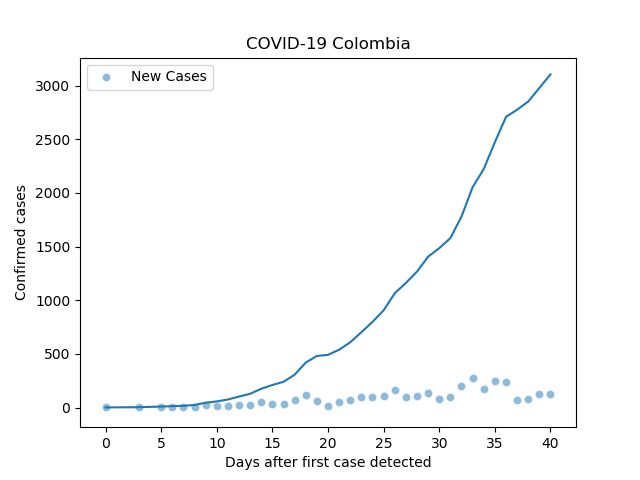 COVID-19 Colombia
New Cases
Confirmed cases
3000
2500
2000
1500
1000
500
0
0 5 10 15 20 25 30 35 40
Days after first case detected